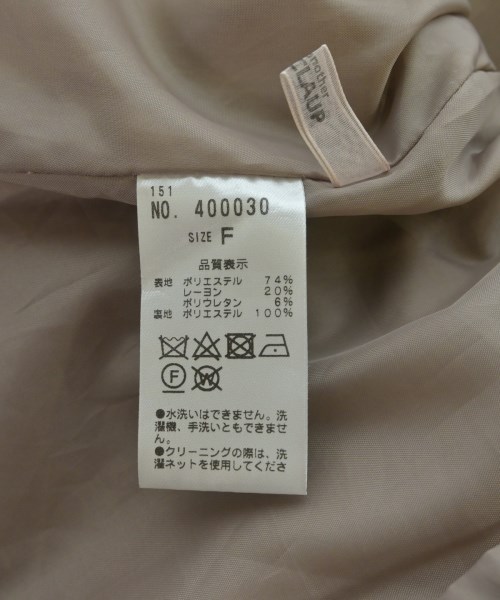 nother
FLAUP
151
NO. 400030
SIZE F
品質表示
表地 ポリエステル 74%
レーヨン 20%
ポリウレタン 6%
裏地 ポリエステル 100%
F
W
●水洗いはできません。洗
濯機、手洗いともできませ
ん。
●クリーニングの際は、洗
濯ネットを使用してくださ